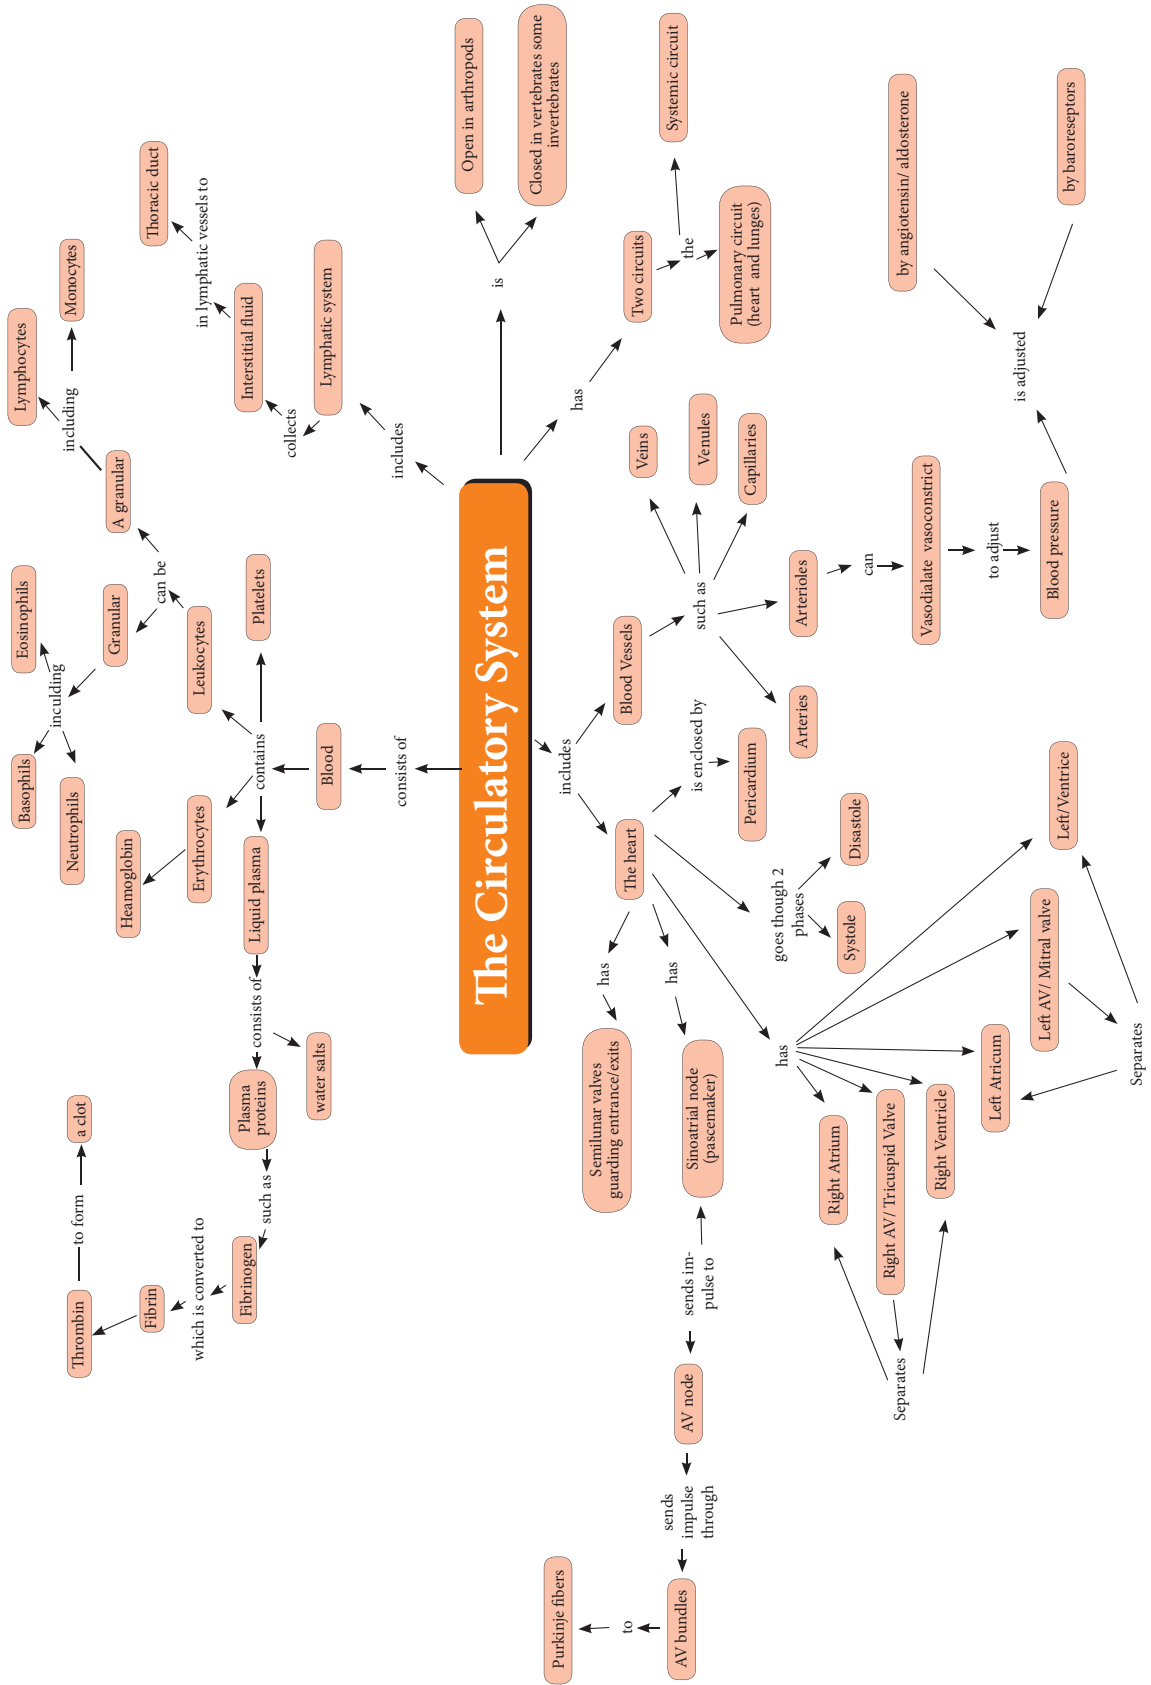 The Circulatory System
consists of
Blood
contains
Liquid plasma
consists of
water salts
Plasma
proteins
such as
Fibrinogen
which is converted to
Fibrin
Thrombin
to form
a clot
Erythrocytes
Heamoglobin
Leukocytes
can be
Granular
inculding
Basophils
Neutrophils
Eosinophils
A granular
including
Lymphocytes
Monocytes
Platelets
includes
Lymphatic system
collects
Interstitial fluid
in lymphatic vessels to
Thoracic duct
is
Open in arthropods
Closed in vertebrates some
invertebrates
has
Two circuits
the
Systemic circuit
Pulmonary circuit
(heart and lunges)
includes
Blood Vessels
such as
Veins
Venules
Capillaries
Arterioles
Arteries
can
Vasodialate vasoconstrict
to adjust
Blood pressure
is adjusted
by angiotensin/ aldosterone
by baroreseptors
The heart
is enclosed by
Pericardium
goes though 2
phases
Systole
Disastole
has
Semilunar valves
guarding entrance/exits
has
Sinoatrial node
(pascemaker)
sends im-
pulse to
AV node
sends
impulse
through
AV bundles
to
Purkinje fibers
has
Right Atrium
Right AV/ Tricuspid Valve
Right Ventricle
Separates
Left Atricum
Left AV/ Mitral valve
Left/Ventrice
Separates